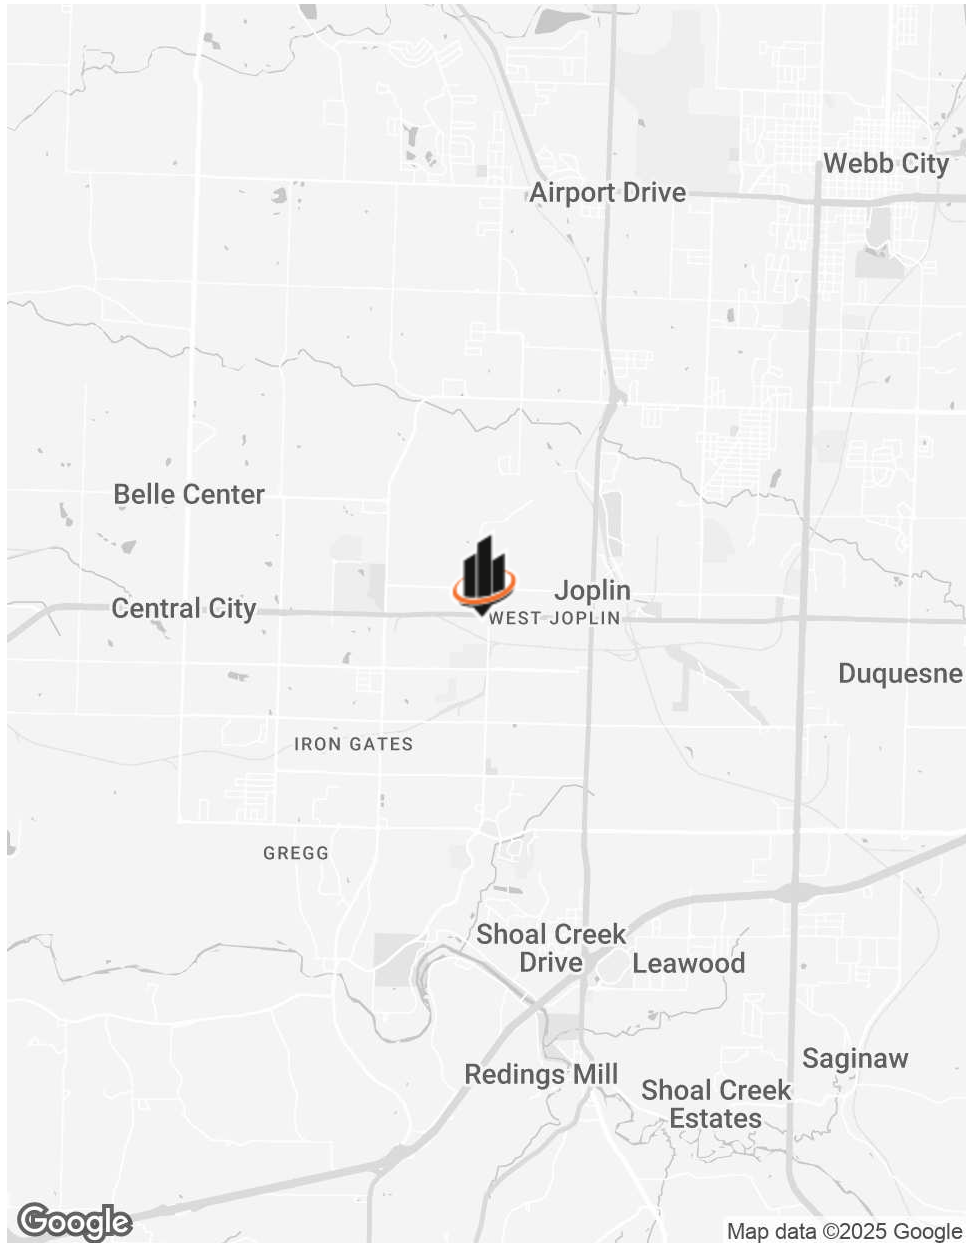 Webb City
Airport Drive
Belle Center
Joplin
Central City
WEST JOPLIN
Duquesne
IRON GATES
GREGG
Shoal Creek
Drive
Leawood
Saginaw
Redings Mill
Shoal Creek
Estates
Google
Map data ©2025 Google